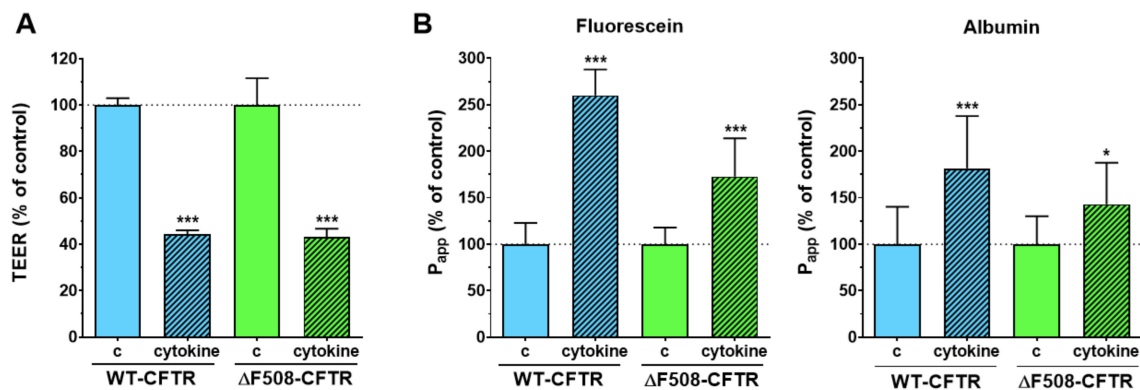 A
TEER (% of control)
120
100
80
60
40
20
0
***
***
c
cytokine
c
cytokine
WT-CFTR
ΔF508-CFTR
B
Fluorescein
Papp (% of control)
300
250
200
150
100
50
0
***
***
c
cytokine
c
cytokine
WT-CFTR
ΔF508-CFTR
Albumin
Papp (% of control)
300
250
200
150
100
50
0
***
*
c
cytokine
c
cytokine
WT-CFTR
ΔF508-CFTR